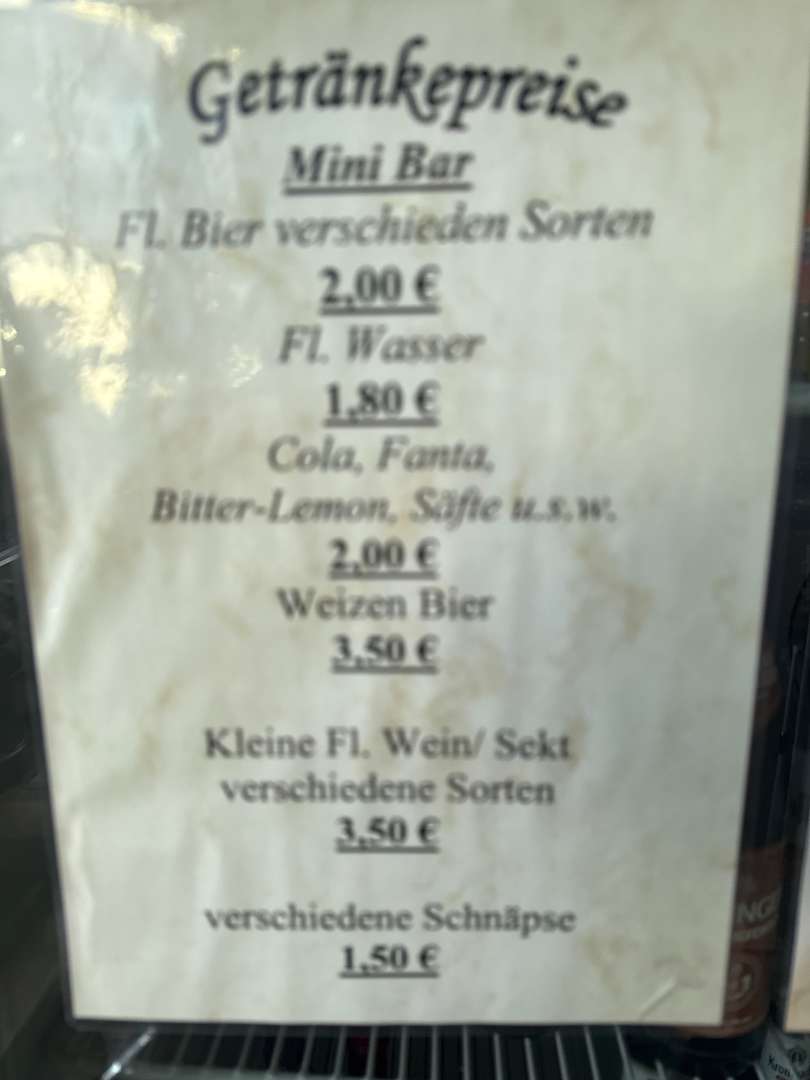 Getränkepreise
Mini Bar
Fl. Bier verschieden Sorten
2,00 €
Fl. Wasser
1,80 €
Cola, Fanta,
Bitter-Lemon, Säfte u.s.w.
2,00 €
Weizen Bier
3,50 €
Kleine Fl. Wein/ Sekt
verschiedene Sorten
3,50 €
verschiedene Schnäpse
1,50 €